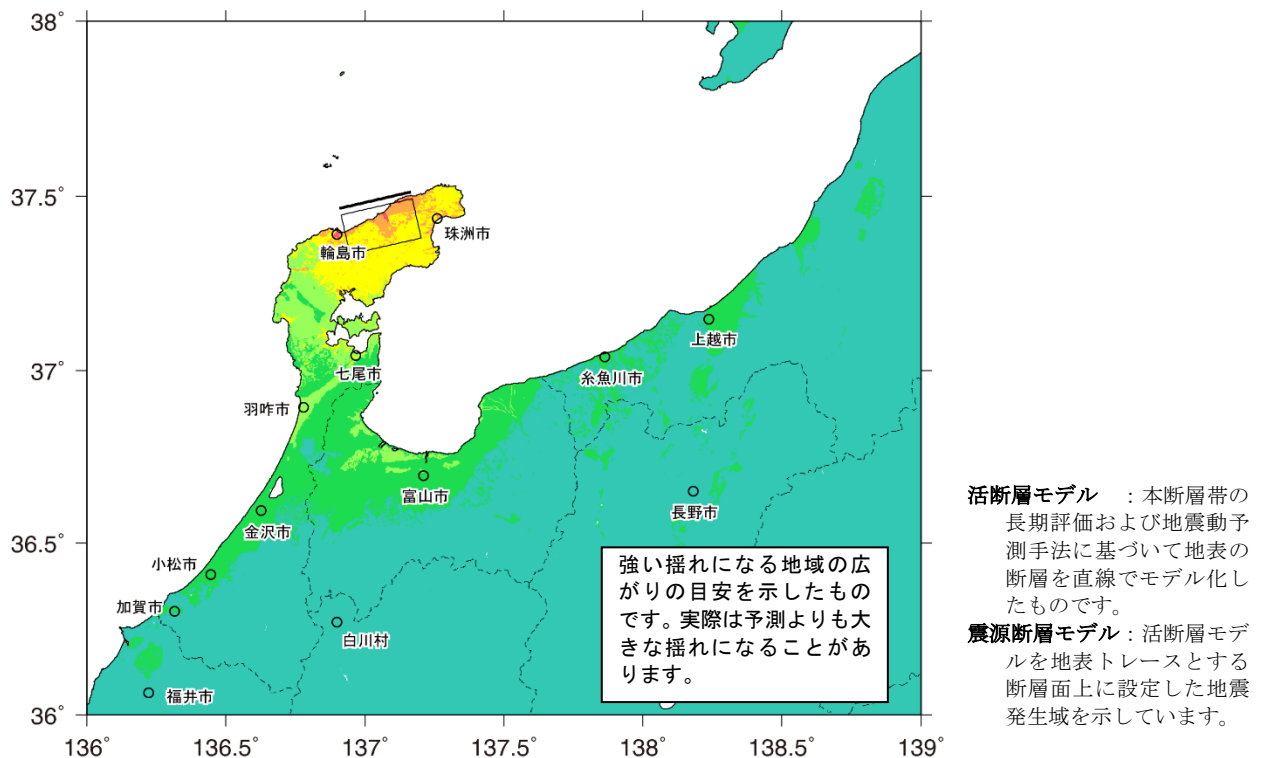 38°
37.5°
37°
36.5°
36°
136°
136.5°
137°
137.5°
138°
138.5°
139°
珠洲市
輪島市
七尾市
羽咋市
上越市
糸魚川市
富山市
長野市
金沢市
小松市
加賀市
白川村
福井市
強い揺れになる地域の広
がりの目安を示したもの
です。実際は予測よりも大
きな揺れになることがあ
ります。
活断層モデル ：本断層帯の
長期評価および地震動予
測手法に基づいて地表の
断層を直線でモデル化し
たものです。
震源断層モデル：活断層モデ
ルを地表トレースとする
断層面上に設定した地震
発生域を示しています。